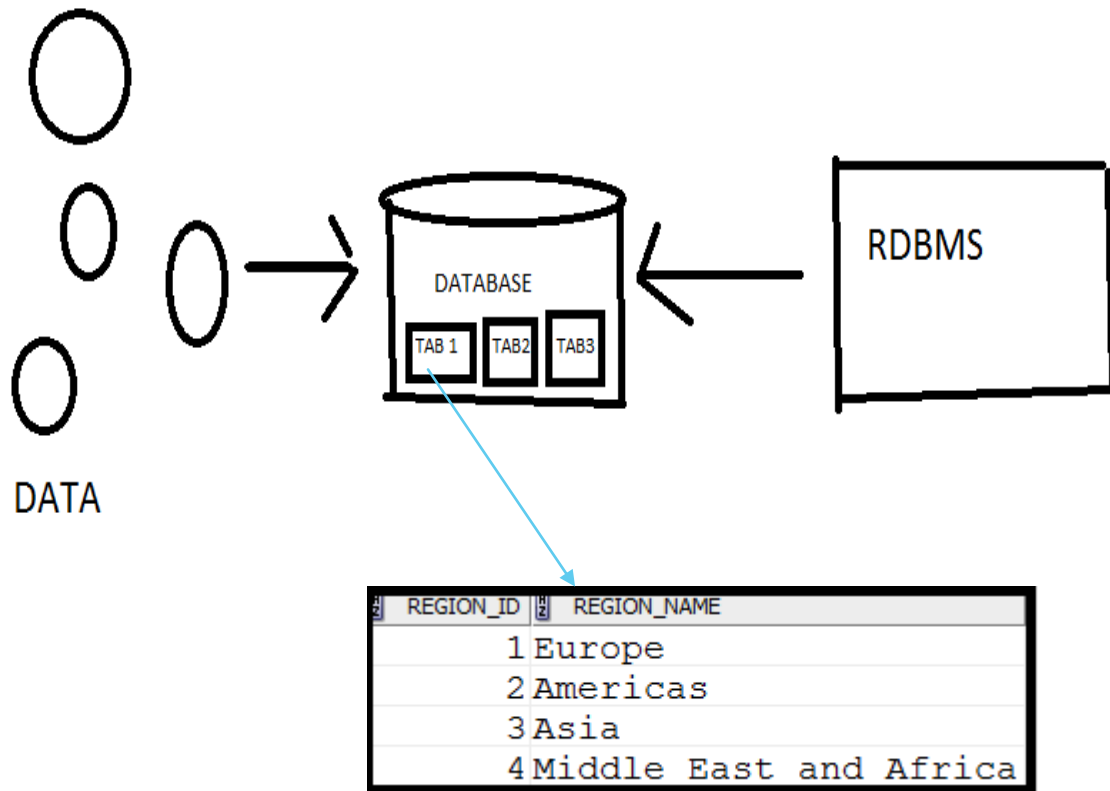 DATA
DATABASE
TAB 1 TAB2 TAB3
RDBMS
REGION_ID REGION_NAME
1 Europe
2 Americas
3 Asia
4 Middle East and Africa